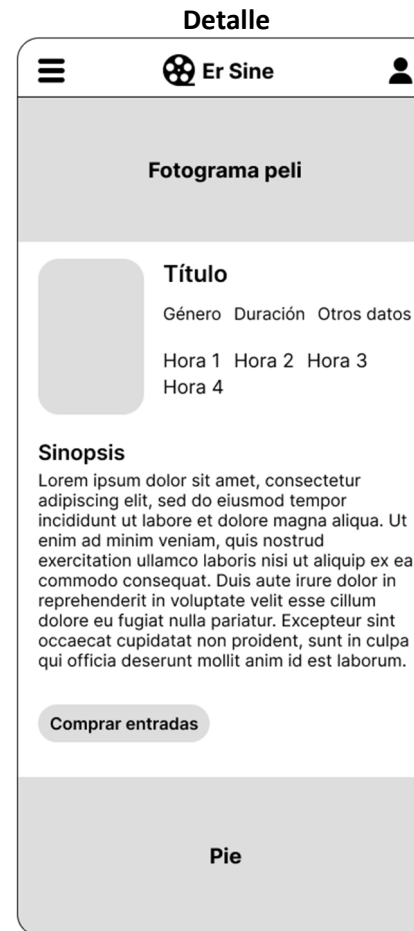 Detalle
Er Sine
Fotograma peli
Título
Género Duración Otros datos
Hora 1 Hora 2 Hora 3
Hora 4
Sinopsis
Lorem ipsum dolor sit amet, consectetur
adipiscing elit, sed do eiusmod tempor
incididunt ut labore et dolore magna aliqua. Ut
enim ad minim veniam, quis nostrud
exercitation ullamco laboris nisi ut aliquip ex ea
commodo consequat. Duis aute irure dolor in
reprehenderit in voluptate velit esse cillum
dolore eu fugiat nulla pariatur. Excepteur sint
occaecat cupidatat non proident, sunt in culpa
qui officia deserunt mollit anim id est laborum.
Comprar entradas
Pie